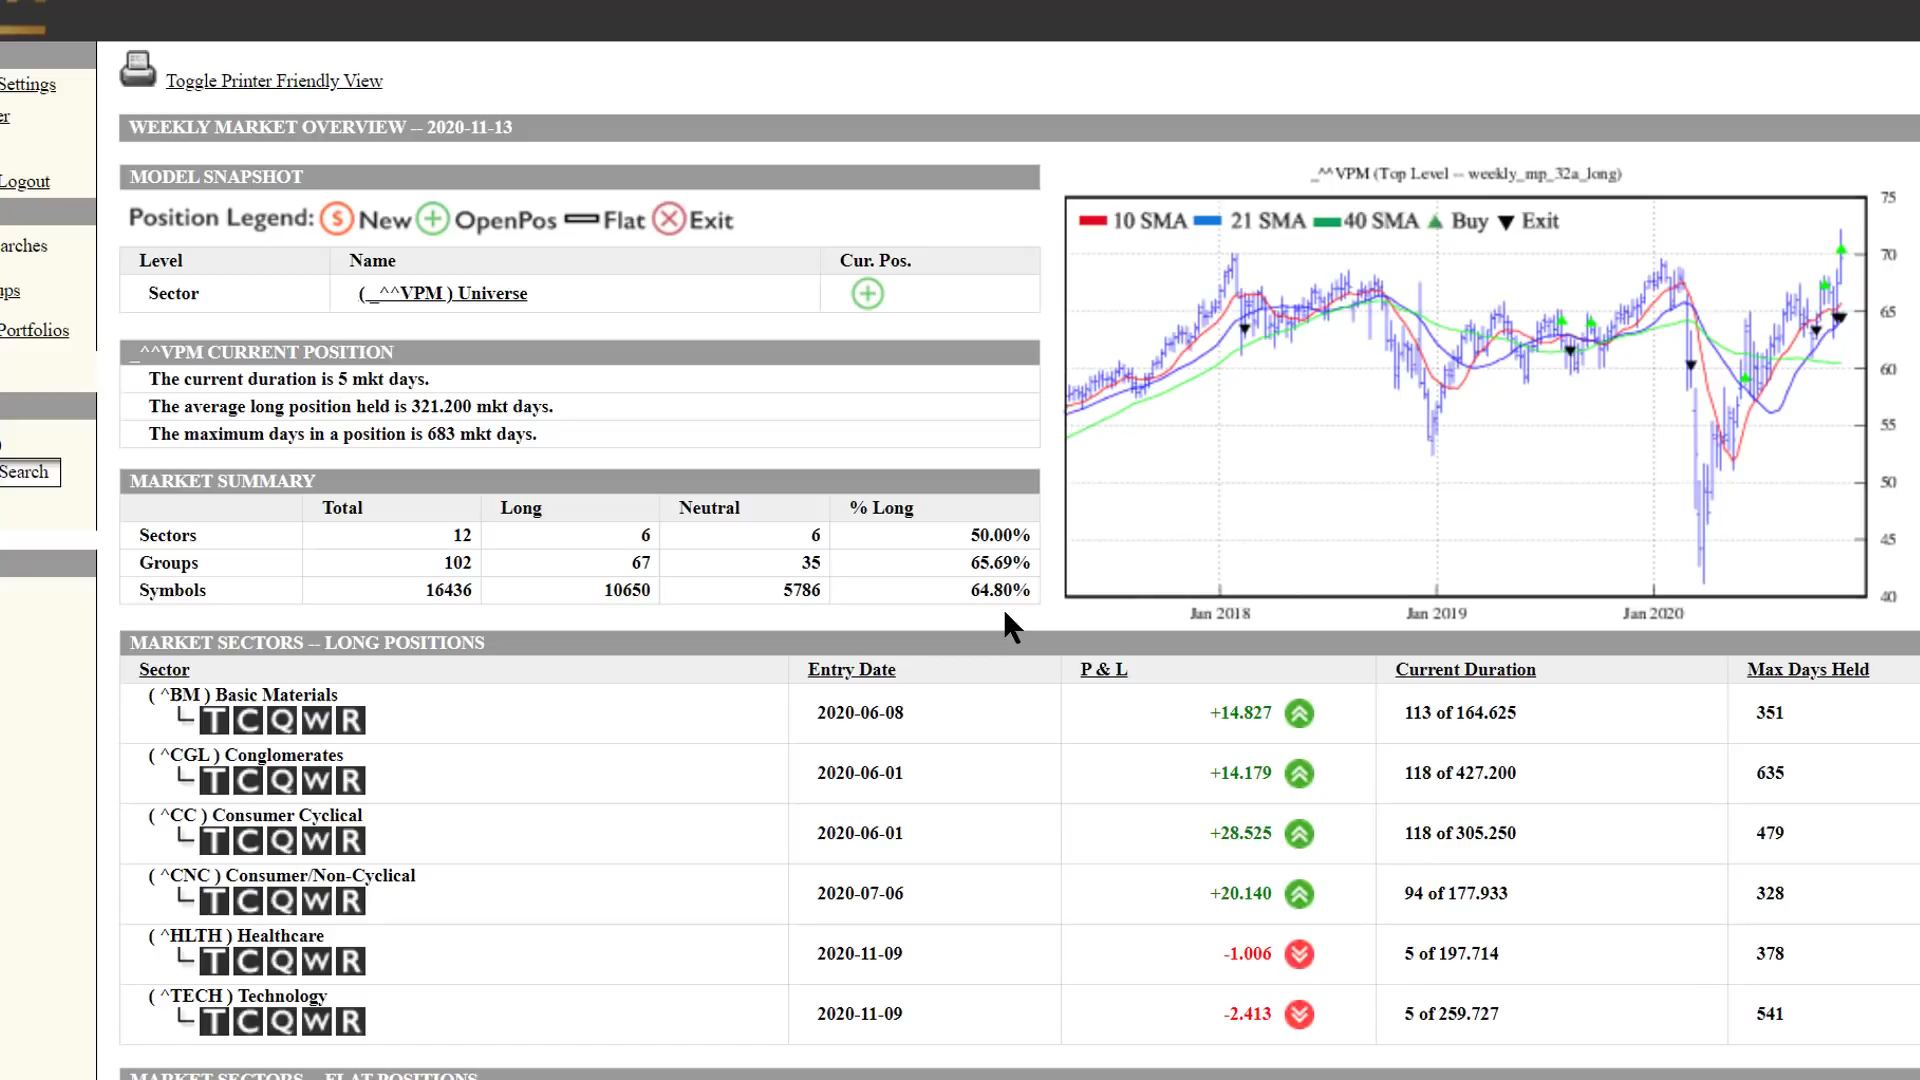 Settings
er
Logout
arches
ups
Portfolios
Search
Toggle Printer Friendly View
WEEKLY MARKET OVERVIEW -- 2020-11-13
MODEL SNAPSHOT
Position Legend: $ New + OpenPos Flat X Exit
Level Name Cur. Pos.
Sector ( _^^VPM ) Universe
_^^VPM CURRENT POSITION
The current duration is 5 mkt days.
The average long position held is 321.200 mkt days.
The maximum days in a position is 683 mkt days.
MARKET SUMMARY
Total Long Neutral % Long
Sectors 12 6 6 50.00%
Groups 102 67 35 65.69%
Symbols 16436 10650 5786 64.80%
_^^VPM (Top Level -- weekly_mp_32a_long)
10 SMA 21 SMA 40 SMA Buy Exit
75
70
65
60
55
50
45
40
Jan 2018 Jan 2019 Jan 2020
MARKET SECTORS -- LONG POSITIONS
Sector Entry Date P & L Current Duration Max Days Held
( ^BM ) Basic Materials
T C Q W R 2020-06-08 +14.827 113 of 164.625 351
( ^CGL ) Conglomerates
T C Q W R 2020-06-01 +14.179 118 of 427.200 635
( ^CC ) Consumer Cyclical
T C Q W R 2020-06-01 +28.525 118 of 305.250 479
( ^CNC ) Consumer/Non-Cyclical
T C Q W R 2020-07-06 +20.140 94 of 177.933 328
( ^HLTH ) Healthcare
T C Q W R 2020-11-09 -1.006 5 of 197.714 378
( ^TECH ) Technology
T C Q W R 2020-11-09 -2.413 5 of 259.727 541
MARKET SECTORS -- FLAT POSITIONS